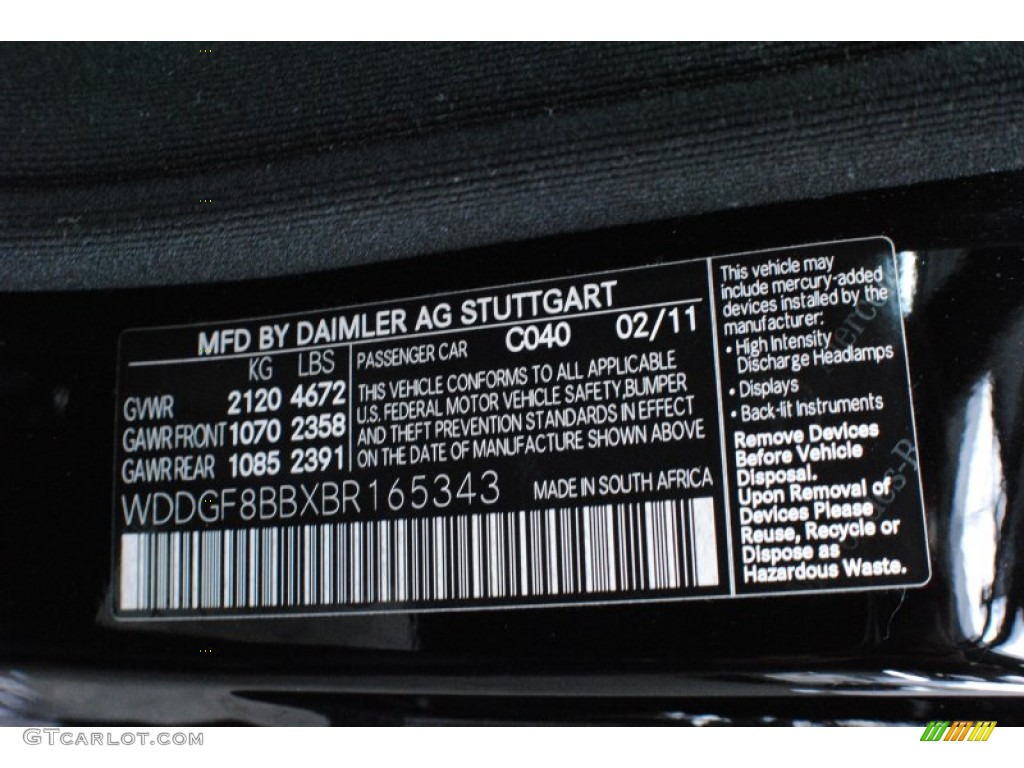 MFD BY DAIMLER AG STUTTGART
KG LBS
GVWR 2120 4672
GAWR FRONT 1070 2358
GAWR REAR 1085 2391
PASSENGER CAR C040 02/11
THIS VEHICLE CONFORMS TO ALL APPLICABLE
U.S. FEDERAL MOTOR VEHICLE SAFETY,BUMPER
AND THEFT PREVENTION STANDARDS IN EFFECT
ON THE DATE OF MANUFACTURE SHOWN ABOVE
WDDGF8BBXBR165343 MADE IN SOUTH AFRICA
This vehicle may
include mercury-added
devices installed by the
manufacturer:
• High Intensity
Discharge Headlamps
• Displays
• Back-lit Instruments
Remove Devices
Before Vehicle
Disposal.
Upon Removal of
Devices Please
Reuse, Recycle or
Dispose as
Hazardous Waste.
GTCarLot.com